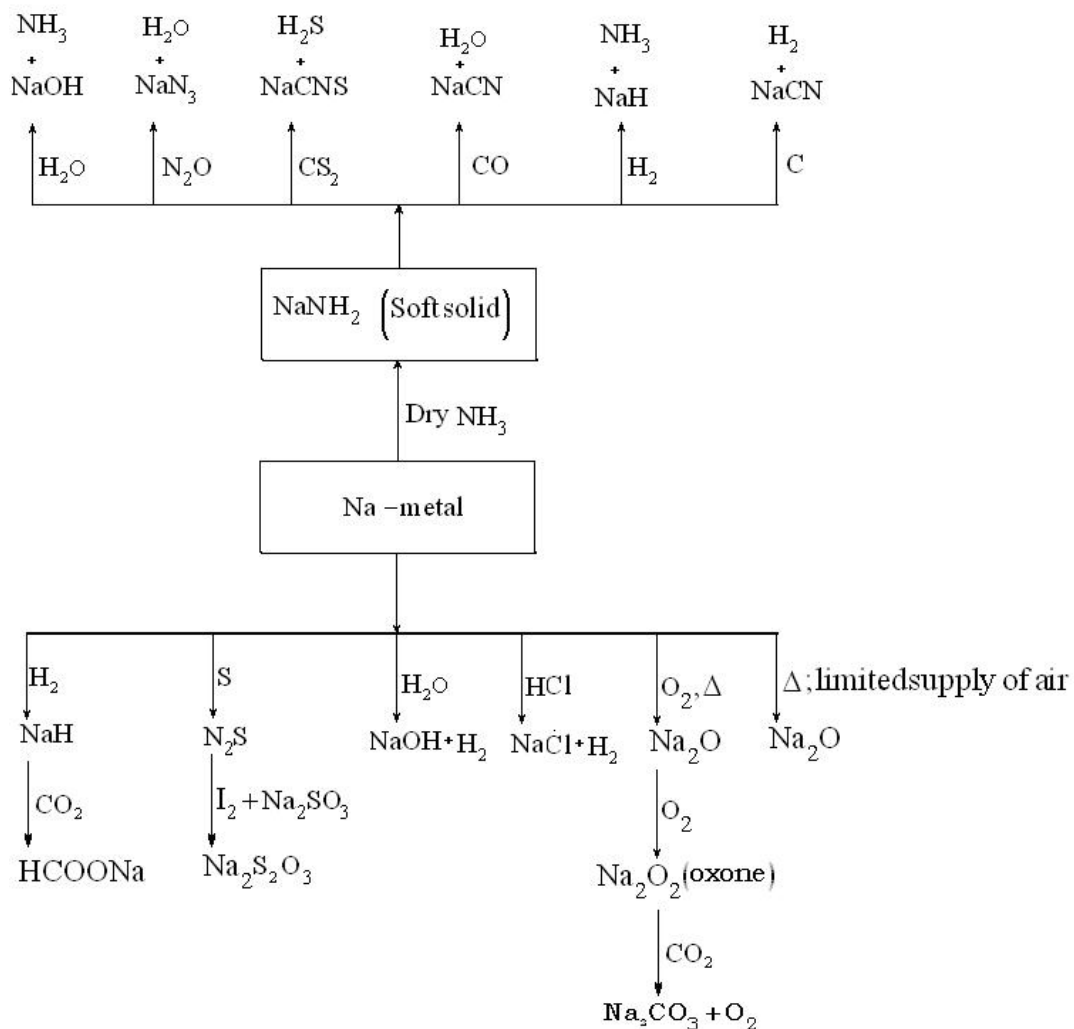 NH₃ H₂O H₂S H₂O NH₃ H₂
+ + + + + +
NaOH NaN₃ NaCNS NaCN NaH NaCN
H₂O N₂O CS₂ CO H₂ C
NaNH₂ (Soft solid)
Dry NH₃
Na –metal
H₂ S H₂O HCl O₂, Δ Δ; limitedsupply of air
NaH N₂S NaOH+H₂ NaCl+H₂ Na₂O Na₂O
CO₂ I₂ + Na₂SO₃ O₂
HCOONa Na₂S₂O₃ Na₂O₂(oxone)
CO₂
Na₂CO₃ + O₂